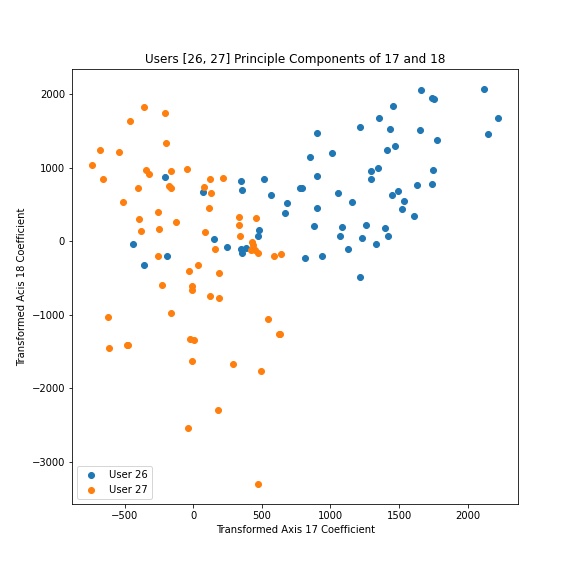 Users [26, 27] Principle Components of 17 and 18
2000
1000
0
−1000
−2000
−3000
Transformed Acis 18 Coefficient
User 26
User 27
−500
0
500
1000
1500
2000
Transformed Axis 17 Coefficient